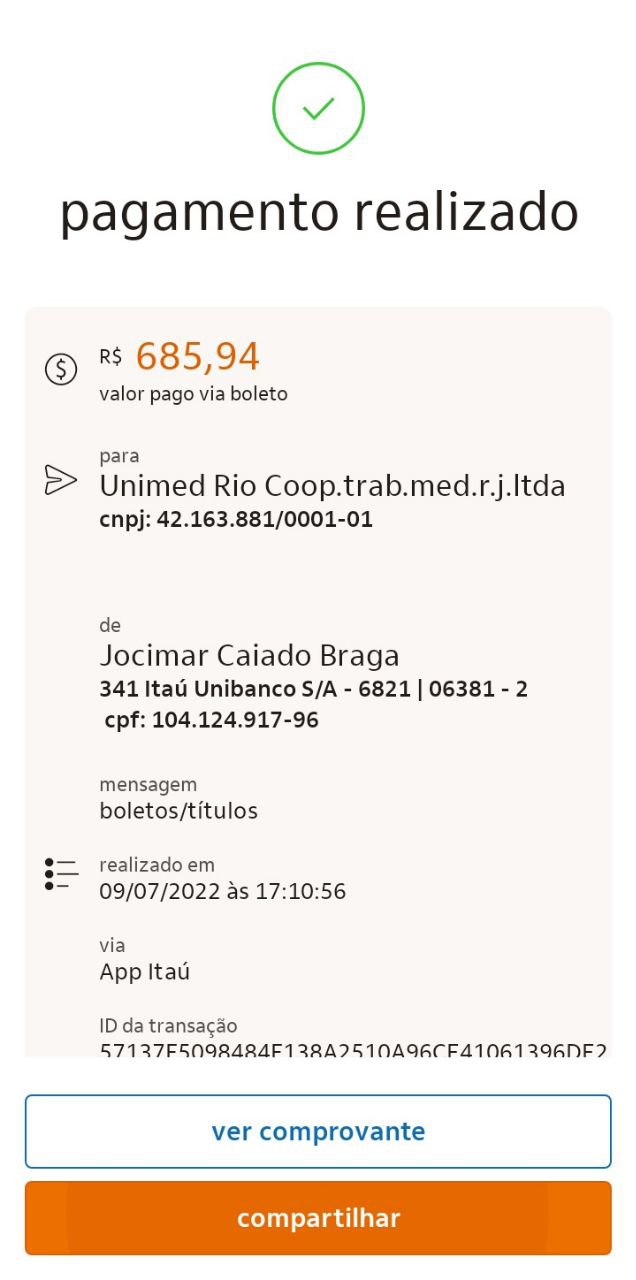 pagamento realizado
R$ 685,94
valor pago via boleto
para
Unimed Rio Coop.trab.med.r.j.ltda
cnpj: 42.163.881/0001-01
de
Jocimar Caiado Braga
341 Itaú Unibanco S/A - 6821 | 06381 - 2
cpf: 104.124.917-96
mensagem
boletos/títulos
realizado em
09/07/2022 às 17:10:56
via
App Itaú
ID da transação
ver comprovante
compartilhar